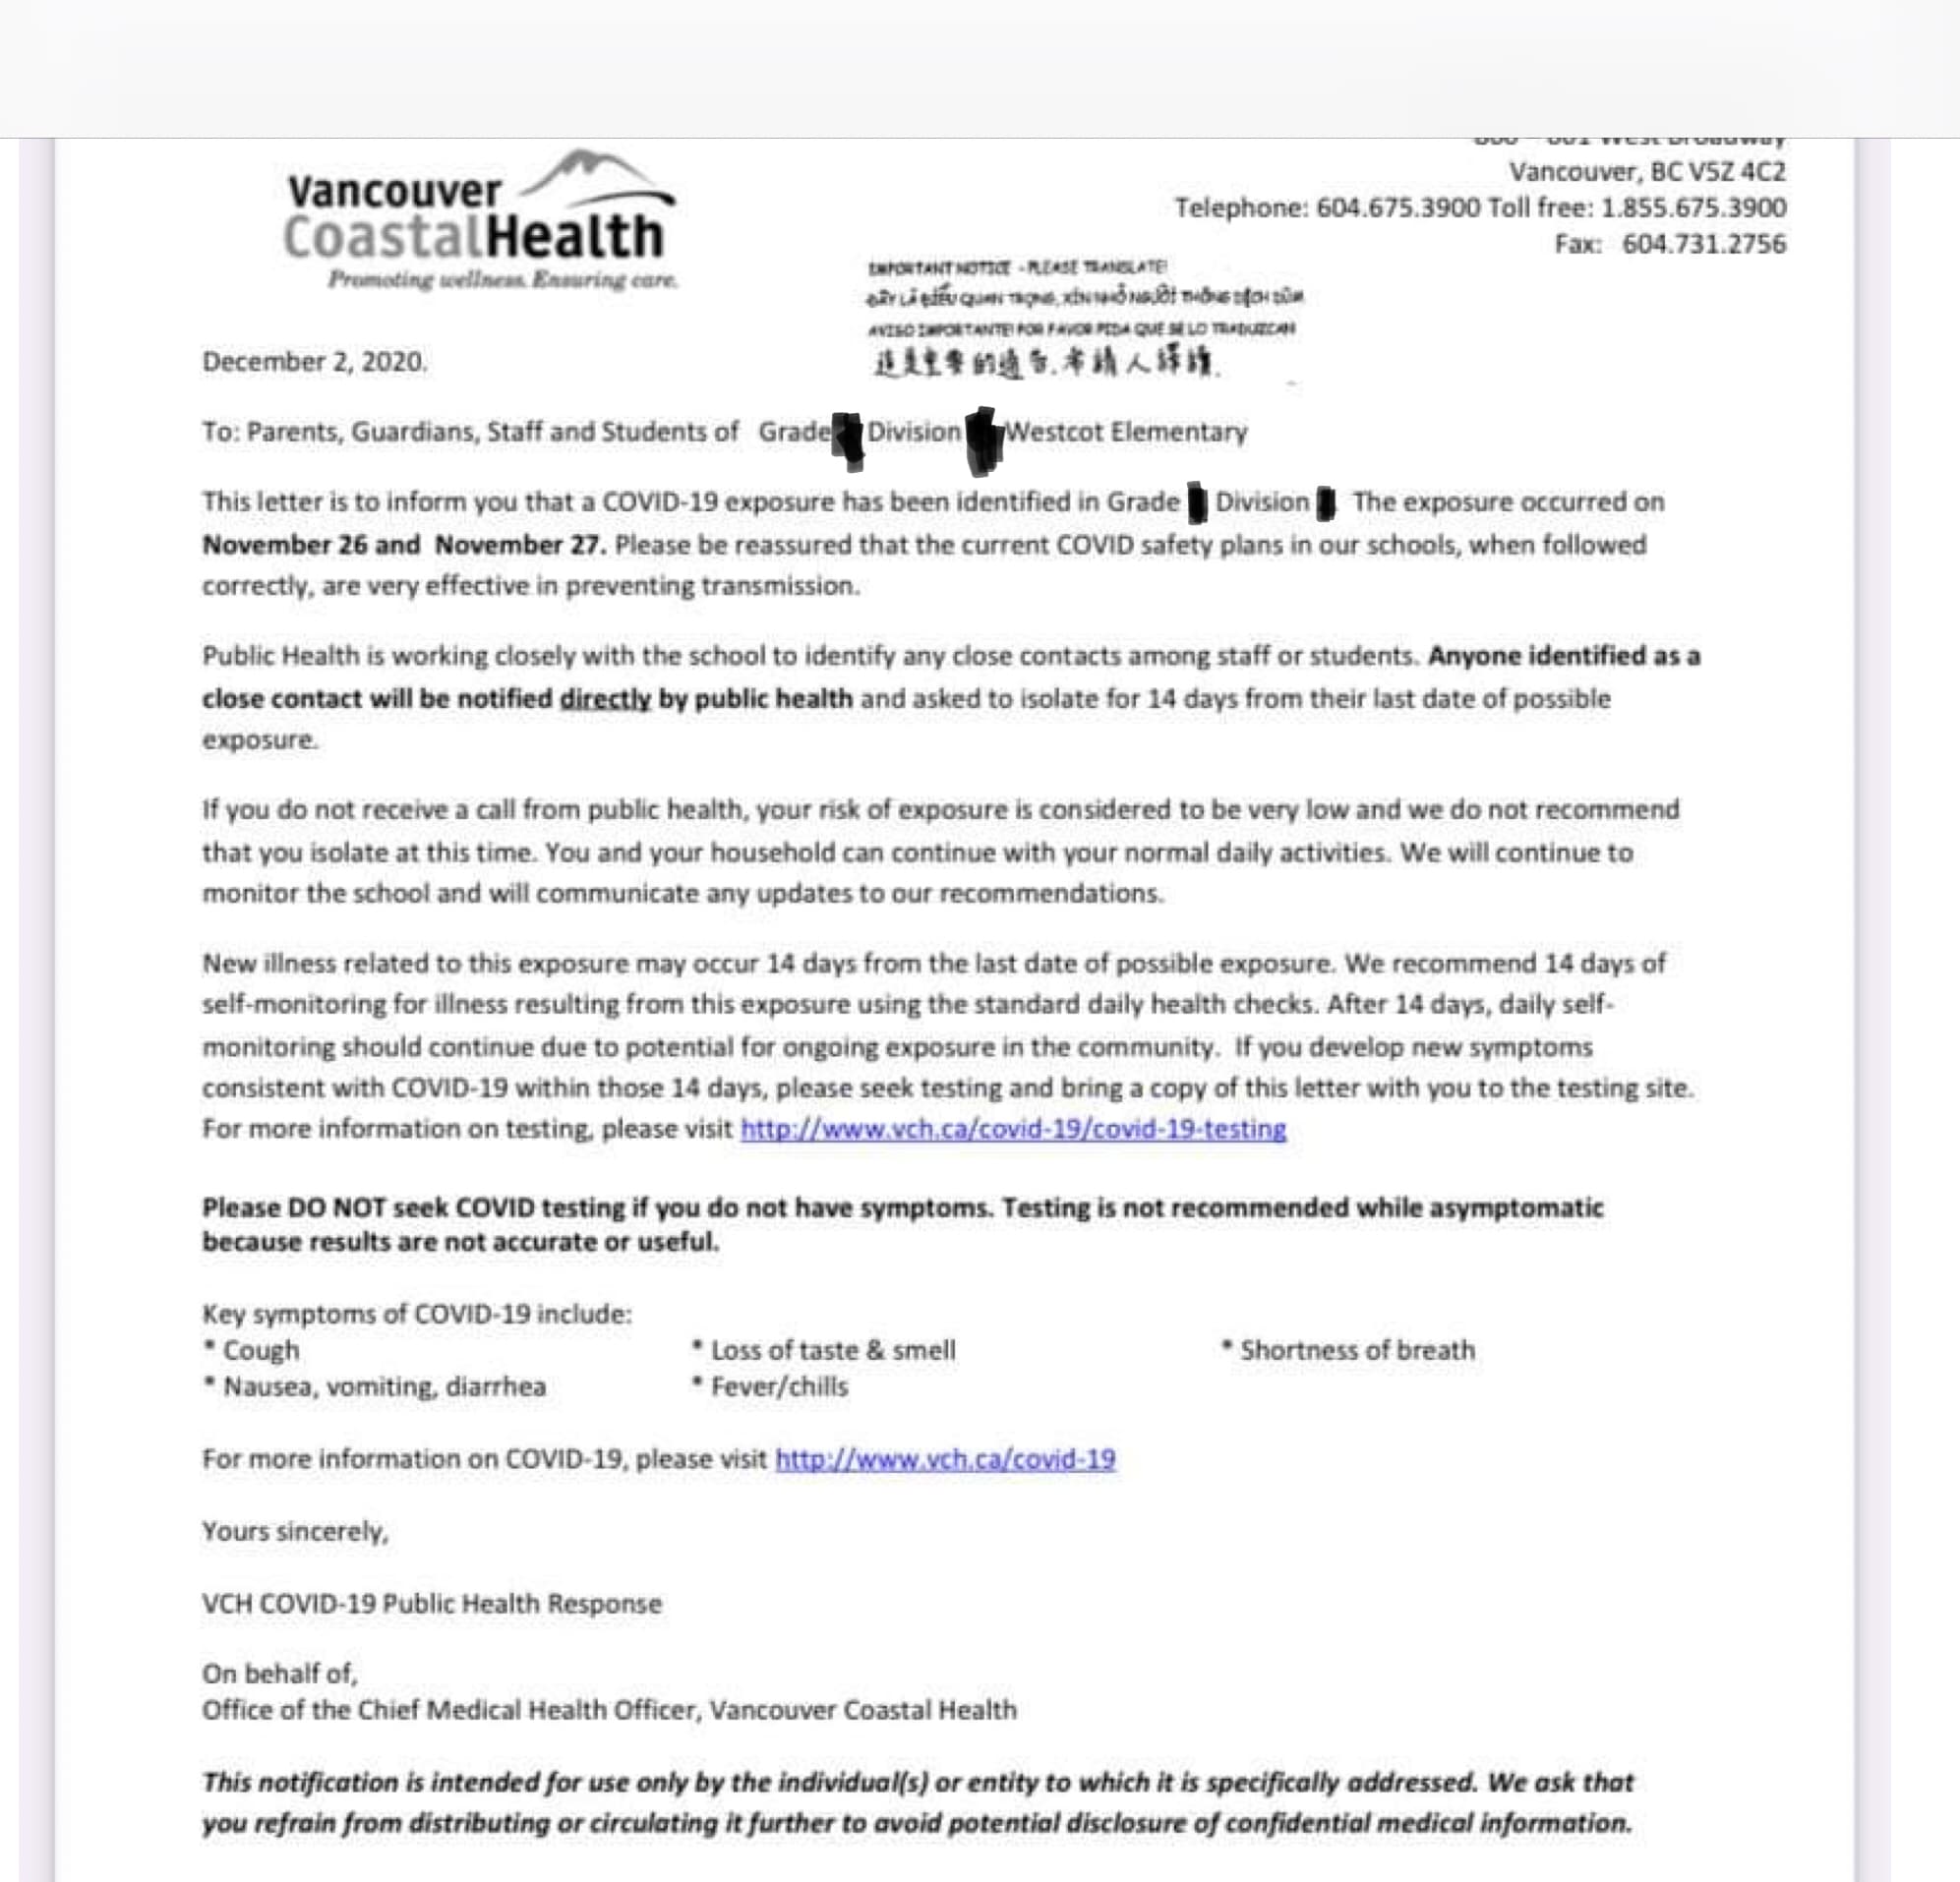 Vancouver
CoastalHealth
Promoting wellness. Ensuring care.
Vancouver, BC V5Z 4C2
Telephone: 604.675.3900 Toll free: 1.855.675.3900
Fax: 604.731.2756
IMPORTANT NOTICE - PLEASE TRANSLATE!
AVISO IMPORTANTE! POR FAVOR PIDA QUE SE LO TRADUZCAN
這是重要的通告.希請人譯讀.
December 2, 2020.
To: Parents, Guardians, Staff and Students of Grade Division Westcot Elementary
This letter is to inform you that a COVID-19 exposure has been identified in Grade Division The exposure occurred on
November 26 and November 27. Please be reassured that the current COVID safety plans in our schools, when followed
correctly, are very effective in preventing transmission.
Public Health is working closely with the school to identify any close contacts among staff or students. Anyone identified as a
close contact will be notified directly by public health and asked to isolate for 14 days from their last date of possible
exposure.
If you do not receive a call from public health, your risk of exposure is considered to be very low and we do not recommend
that you isolate at this time. You and your household can continue with your normal daily activities. We will continue to
monitor the school and will communicate any updates to our recommendations.
New illness related to this exposure may occur 14 days from the last date of possible exposure. We recommend 14 days of
self-monitoring for illness resulting from this exposure using the standard daily health checks. After 14 days, daily self-
monitoring should continue due to potential for ongoing exposure in the community. If you develop new symptoms
consistent with COVID-19 within those 14 days, please seek testing and bring a copy of this letter with you to the testing site.
For more information on testing, please visit http://www.vch.ca/covid-19/covid-19-testing
Please DO NOT seek COVID testing if you do not have symptoms. Testing is not recommended while asymptomatic
because results are not accurate or useful.
Key symptoms of COVID-19 include:
* Cough * Loss of taste & smell * Shortness of breath
* Nausea, vomiting, diarrhea * Fever/chills
For more information on COVID-19, please visit http://www.vch.ca/covid-19
Yours sincerely,
VCH COVID-19 Public Health Response
On behalf of,
Office of the Chief Medical Health Officer, Vancouver Coastal Health
This notification is intended for use only by the individual(s) or entity to which it is specifically addressed. We ask that
you refrain from distributing or circulating it further to avoid potential disclosure of confidential medical information.